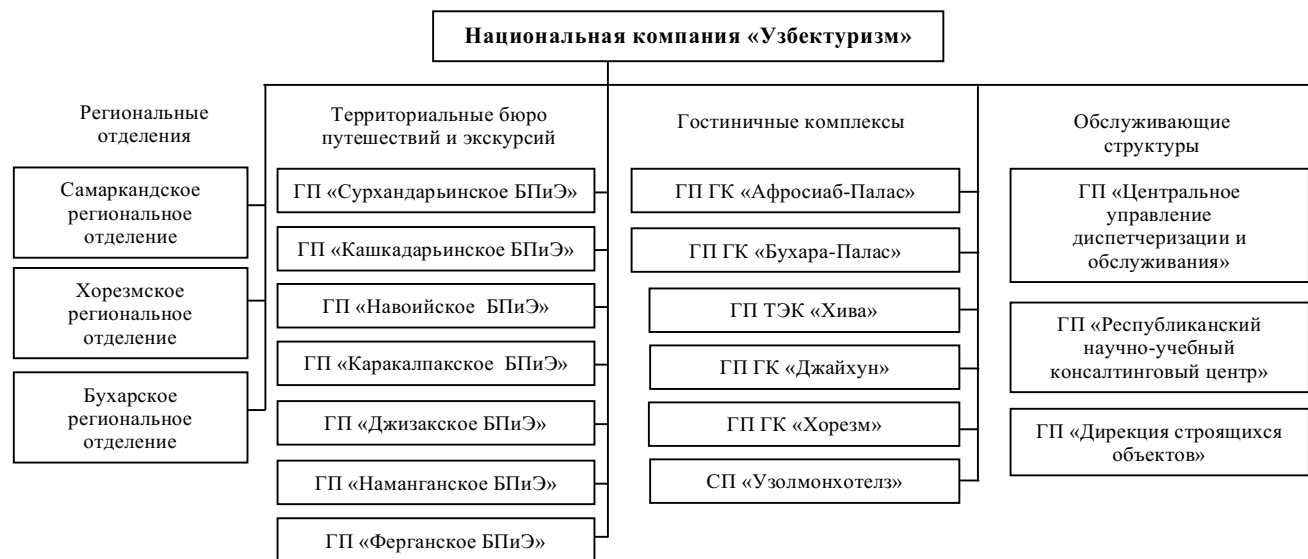 Национальная компания «Узбектуризм»
Региональные
отделения
Самаркандское
региональное
отделение
Хорезмское
региональное
отделение
Бухарское
региональное
отделение
Территориальные бюро
путешествий и экскурсий
ГП «Сурхандарьинское БПиЭ»
ГП «Кашкадарьинское БПиЭ»
ГП «Навоийское БПиЭ»
ГП «Каракалпакское БПиЭ»
ГП «Джизакское БПиЭ»
ГП «Наманганское БПиЭ»
ГП «Ферганское БПиЭ»
Гостиничные комплексы
ГП ГК «Афросиаб-Палас»
ГП ГК «Бухара-Палас»
ГП ТЭК «Хива»
ГП ГК «Джайхун»
ГП ГК «Хорезм»
СП «Узолмонхотелз»
Обслуживающие
структуры
ГП «Центральное
управление
диспетчеризации и
обслуживания»
ГП «Республиканский
научно-учебный
консалтинговый центр»
ГП «Дирекция строящихся
объектов»